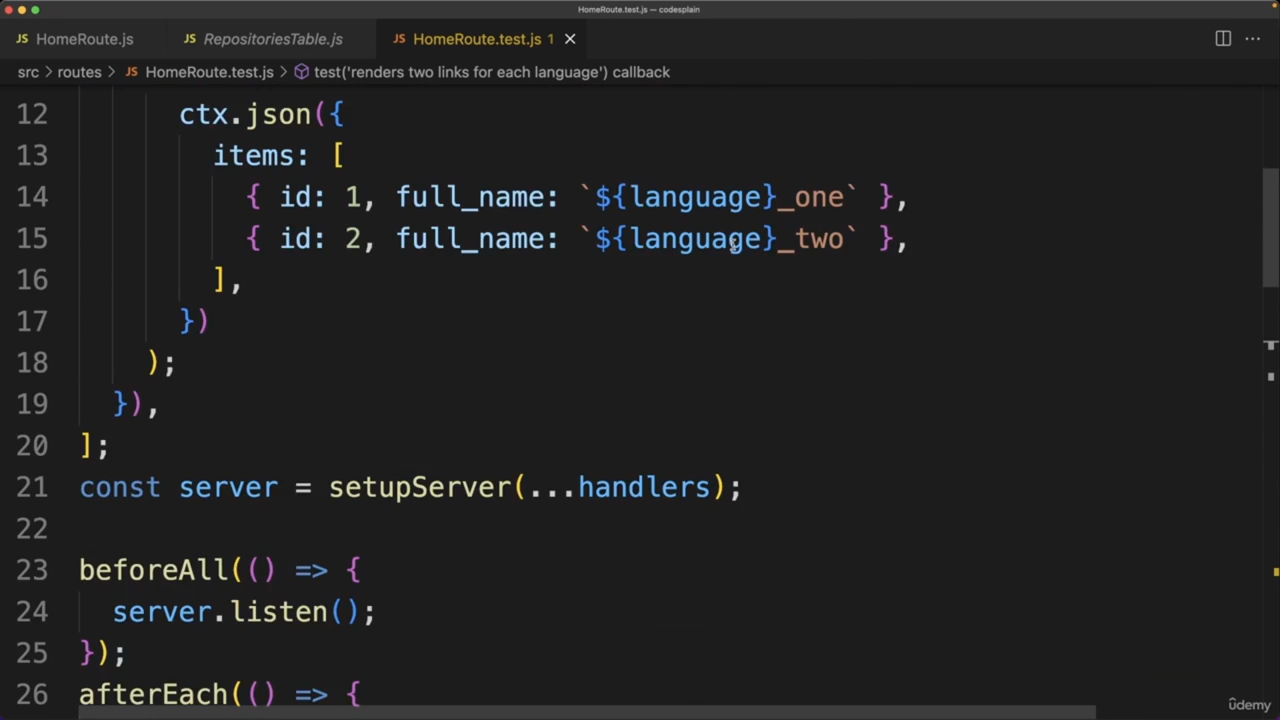 HomeRoute.test.js — codesplain
JS HomeRoute.js JS RepositoriesTable.js JS HomeRoute.test.js 1
src > routes > JS HomeRoute.test.js > test('renders two links for each language') callback
12 ctx.json({
13 items: [
14 { id: 1, full_name: `${language}_one` },
15 { id: 2, full_name: `${language}_two` },
16 ],
17 })
18 );
19 }),
20 ];
21 const server = setupServer(...handlers);
22
23 beforeAll(() => {
24 server.listen();
25 });
26 afterEach(() => {
ûdemy